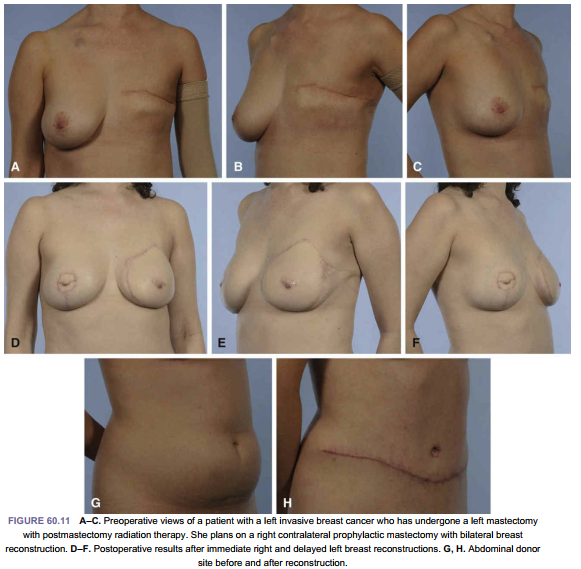 A
B
C
D
E
F
G
H
FIGURE 60.11 A–C. Preoperative views of a patient with a left invasive breast cancer who has undergone a left mastectomy
with postmastectomy radiation therapy. She plans on a right contralateral prophylactic mastectomy with bilateral breast
reconstruction. D–F. Postoperative results after immediate right and delayed left breast reconstructions. G, H. Abdominal donor
site before and after reconstruction.